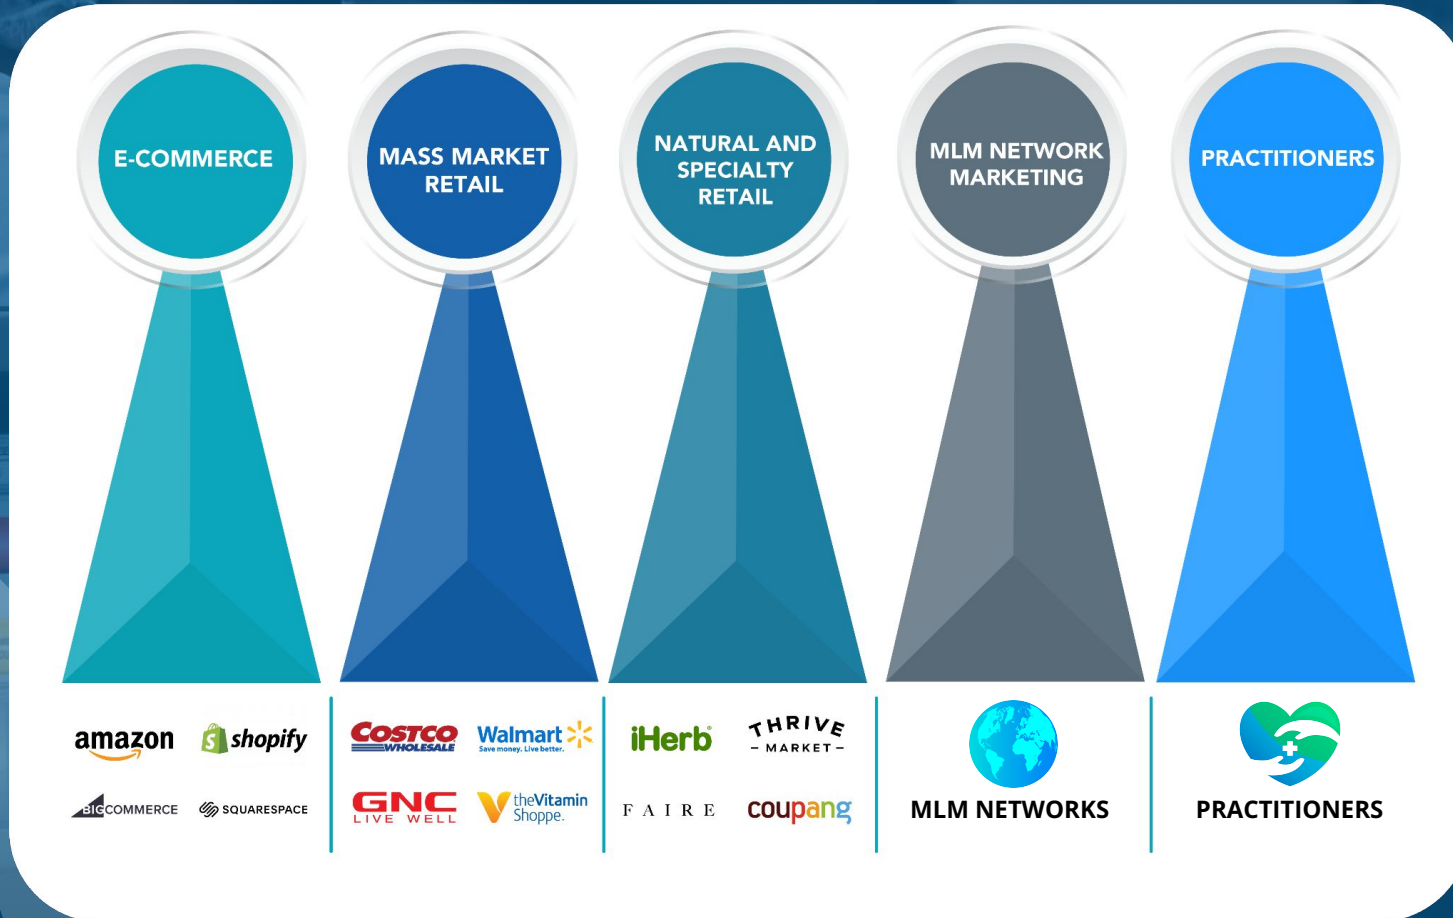 E-COMMERCE
MASS MARKET
RETAIL
NATURAL AND
SPECIALTY
RETAIL
MLM NETWORK
MARKETING
PRACTITIONERS
amazon
shopify
BIGCOMMERCE
SQUARESPACE
COSTCO
WHOLESALE
Walmart
Save money. Live better.
GNC
LIVE WELL
theVitamin
Shoppe.
iHerb
THRIVE
– MARKET –
FAIRE
coupang
MLM NETWORKS
PRACTITIONERS